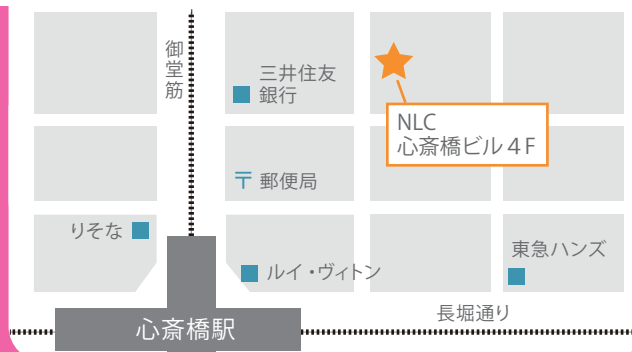 御堂筋
三井住友
銀行
NLC
心斎橋ビル4F
〒 郵便局
りそな
ルイ・ヴィトン
東急ハンズ
長堀通り
心斎橋駅